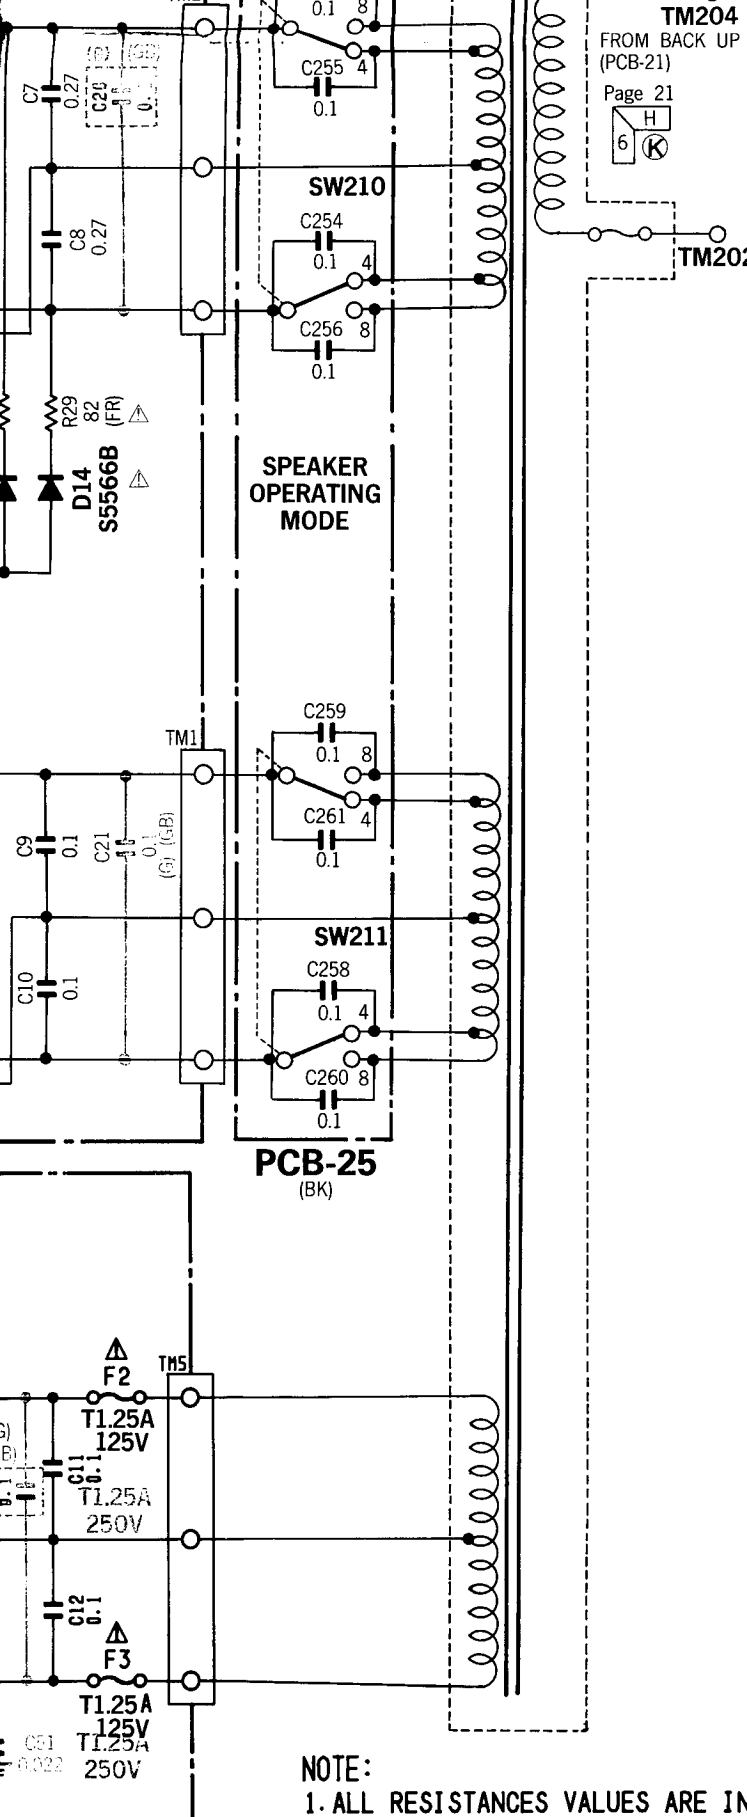 0.1
8
TM204
FROM BACK UP
(PCB-21)
Page 21
H
6
K
C7
0.27
(GB)
C255
4
0.1
SW210
C8
0.27
C254
0.1
4
C256
8
0.1
R29
82
(FR)
D14
S5566B
SPEAKER
OPERATING
MODE
TM1
C259
0.1
8
C261
4
0.1
C9
0.1
C21
0.1
(G) (GB)
SW211
C10
0.1
C258
0.1
4
C260
8
0.1
PCB-25
(BK)
F2
TM5
T1.25A
125V
C11
0.1
T1.25A
250V
0.1
C12
0.1
F3
T1.25A
125V
T1.25A
250V
0.022
NOTE:
1. ALL RESISTANCES VALUES ARE IN